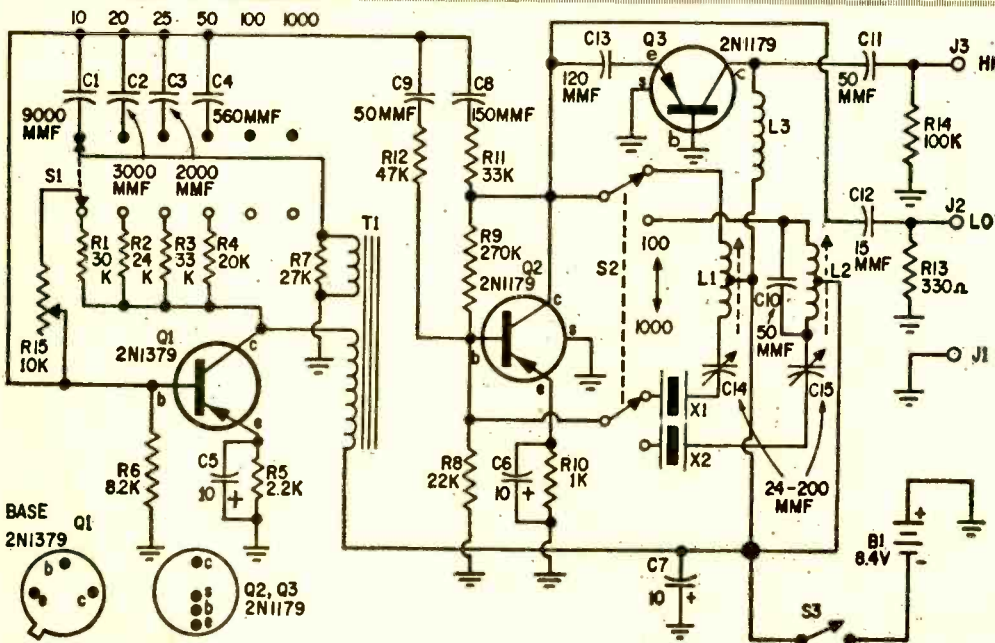 10 20 25 50 100 1000
C1
9000 MMF
C2
3000 MMF
C3
2000 MMF
C4
560MMF
S1
R1 30 K
R2 24 K
R3 33 K
R4 20K
R15 10K
R7 27K
T1
Q1
2N1379
b
c
e
R6 8.2K
C5 10 +
R5 2.2K
BASE
2N1379
Q1
b
e
c
c
s
b
e
Q2, Q3
2N1179
C9
50MMF
R12 47K
C8
150MMF
R11 33K
R9 270K
Q2
2N1179
c
s
b
e
R8 22K
C6 10 +
R10 1K
C13
120 MMF
Q3
2N1179
e
s
b
c
L3
S2
100
1000
L1
C10
50 MMF
L2
C14
C15
24-200 MMF
X1
X2
C11
50 MMF
J3
HI
R14 100K
C12
15 MMF
J2
LO
R13 330Ω
J1
C7 10 +
+
B1 8.4V
-
S3